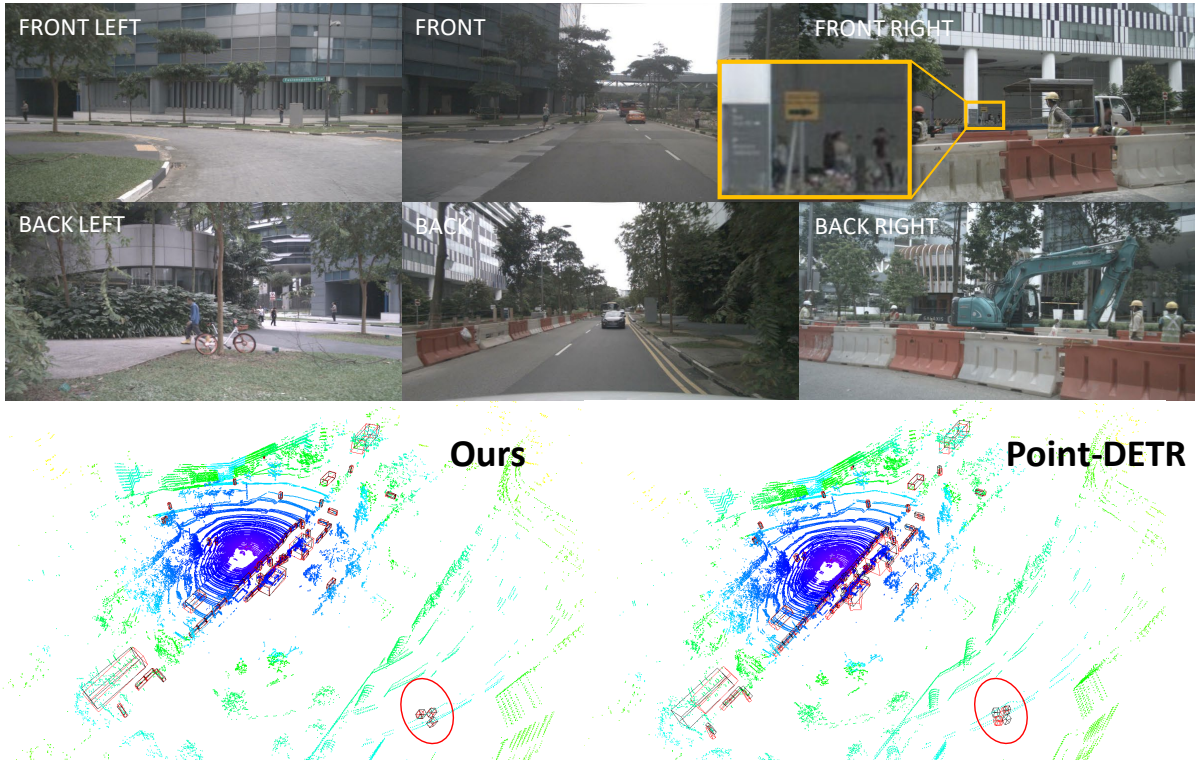 FRONT LEFT
FRONT
FRONT RIGHT
BACK LEFT
BACK
BACK RIGHT
Ours
Point-DETR